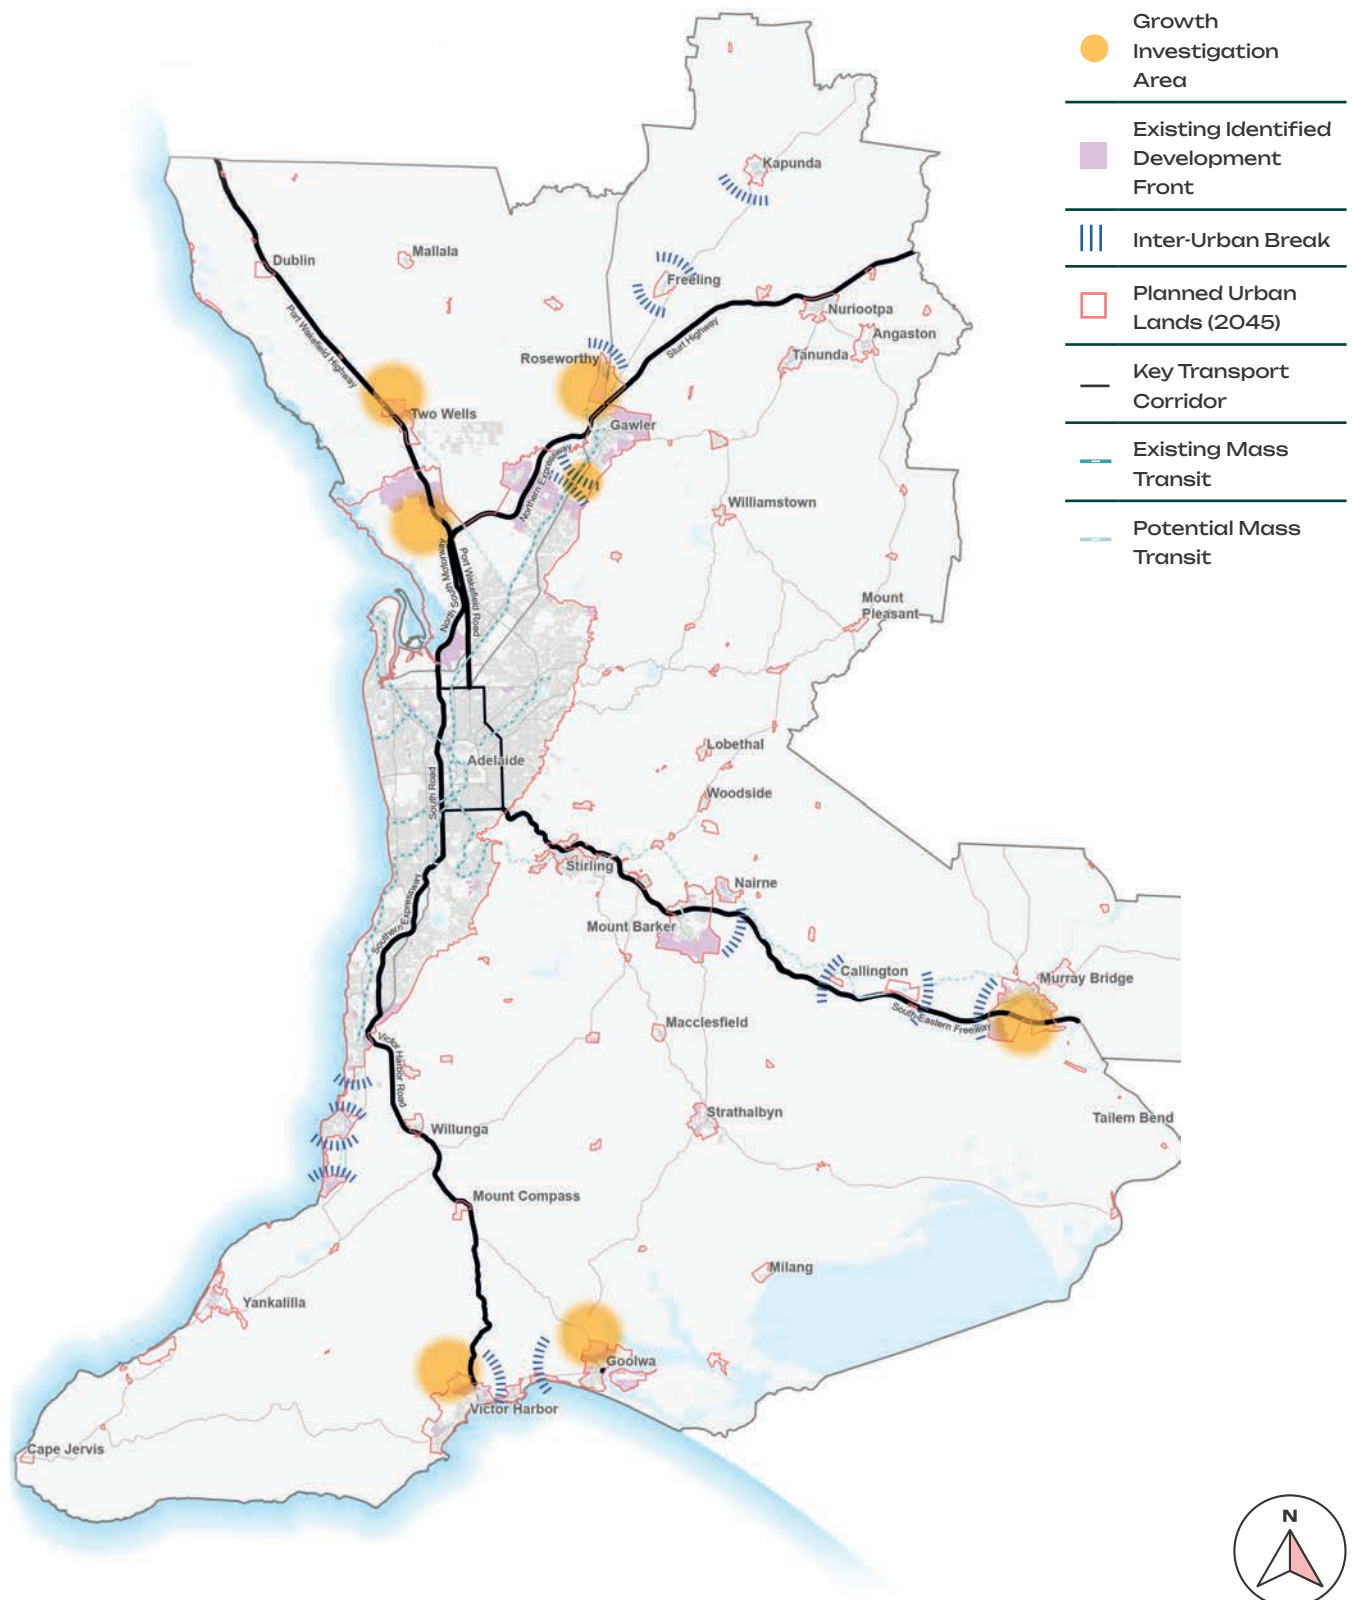 Growth
Investigation
Area
Existing Identified
Development
Front
Inter-Urban Break
Planned Urban
Lands (2045)
Key Transport
Corridor
Existing Mass
Transit
Potential Mass
Transit
Kapunda
Dublin
Mallala
Freeling
Port Wakefield Highway
Nuriootpa
Sturt Highway
Angaston
Roseworthy
Tanunda
Two Wells
Gawler
Northern Expressway
Williamstown
North South Motorway
Port Wakefield Road
Mount
Pleasant
Lobethal
Adelaide
South Road
Woodside
Stirling
Nairne
Southern Expressway
Mount Barker
Callington
Murray Bridge
South-Eastern Freeway
Macclesfield
Victor Harbor Road
Strathalbyn
Tailem Bend
Willunga
Mount Compass
Milang
Yankalilla
Goolwa
Victor Harbor
Cape Jervis
N